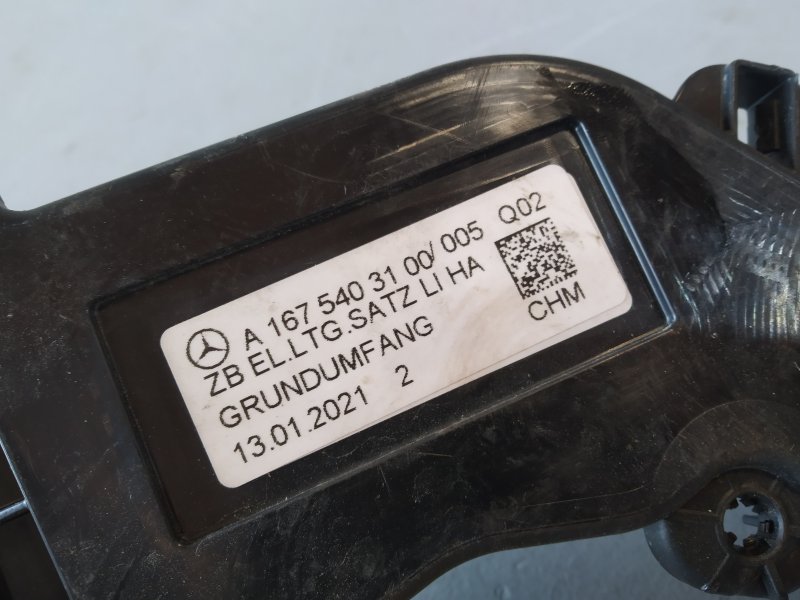 A 167 540 31 00/ 005 Q02
ZB EL.LTG.SATZ LI HA
GRUNDUMFANG
13.01.2021 2
CHM